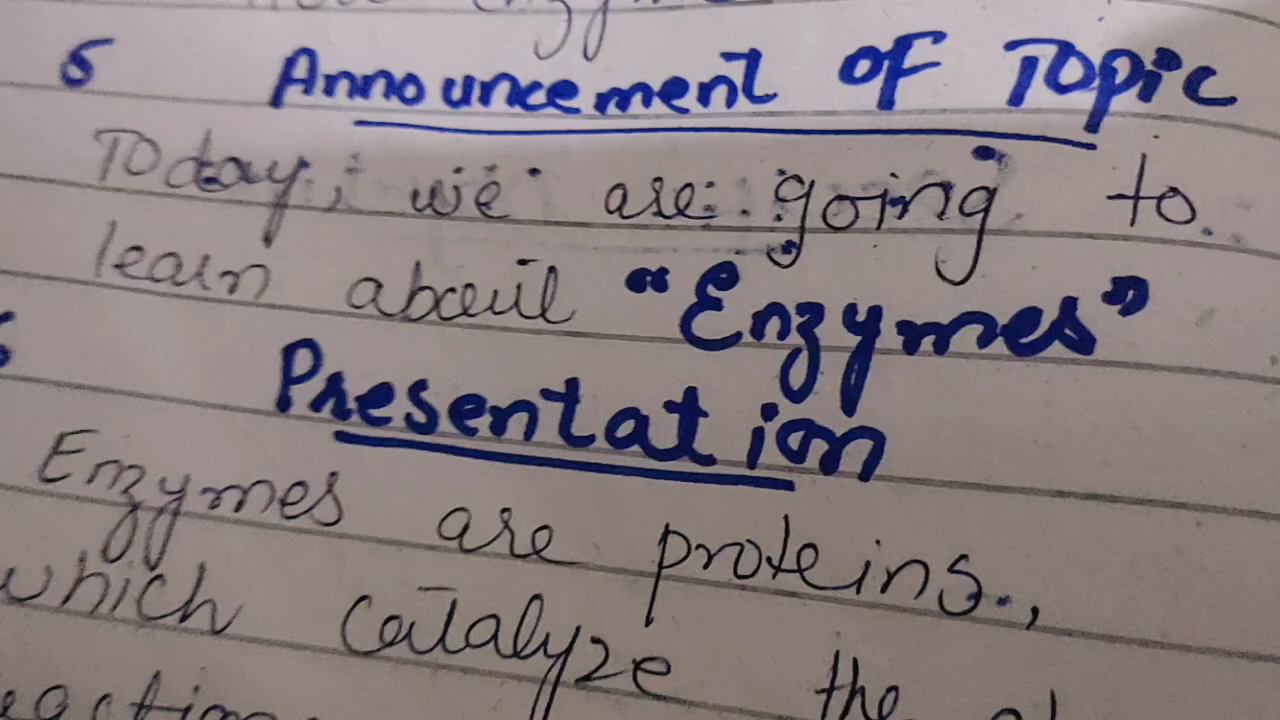 5 Announcement of Topic
Today, we are going to
learn about "Enzymes"
Presentation
Enzymes are proteins,
which catalyze the